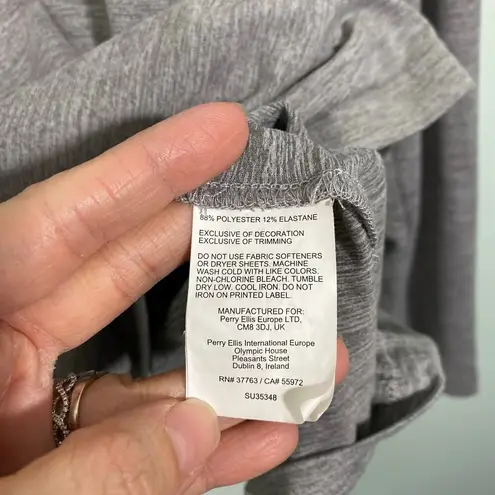 88% POLYESTER 12% ELASTANE
EXCLUSIVE OF DECORATION
EXCLUSIVE OF TRIMMING
DO NOT USE FABRIC SOFTENERS
OR DRYER SHEETS. MACHINE
WASH COLD WITH LIKE COLORS.
NON-CHLORINE BLEACH. TUMBLE
DRY LOW. COOL IRON. DO NOT
IRON ON PRINTED LABEL.
MANUFACTURED FOR:
Perry Ellis Europe LTD,
CM8 3DJ, UK
Perry Ellis International Europe
Olympic House
Pleasants Street
Dublin 8, Ireland
RN# 37763 / CA# 55972
SU35348